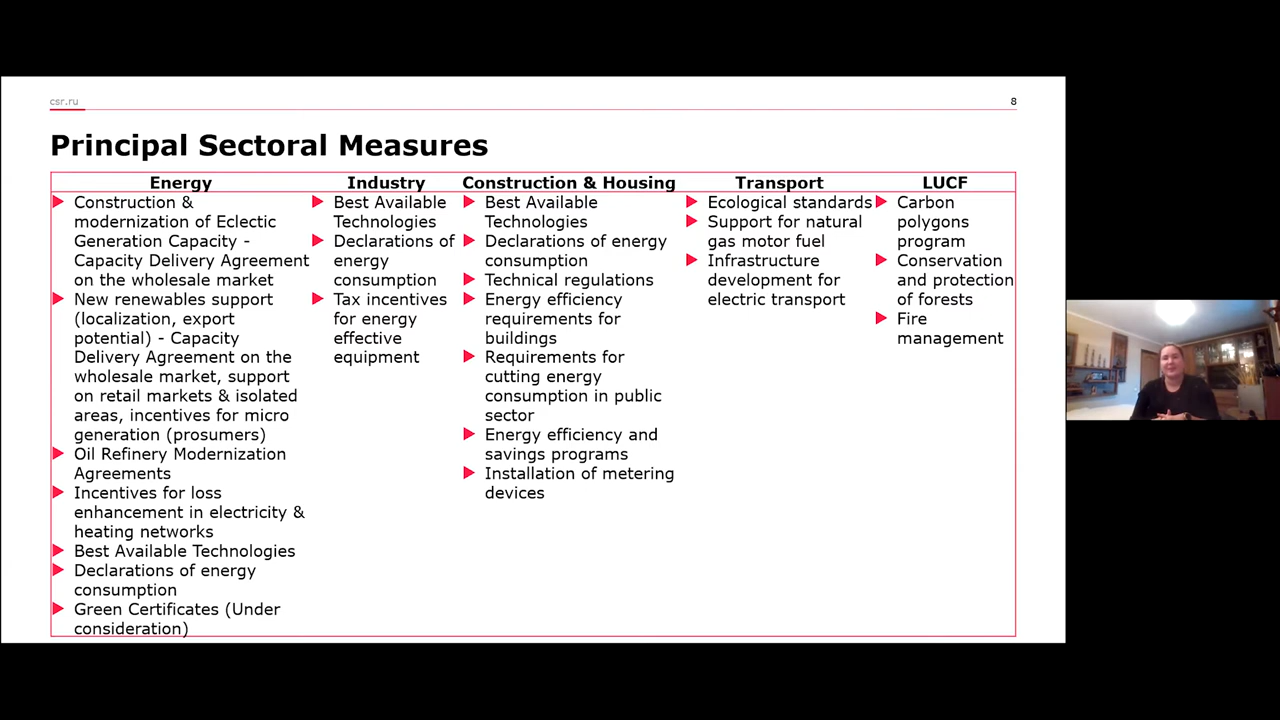 csr.ru
8
Principal Sectoral Measures
Energy
Construction &
modernization of Eclectic
Generation Capacity -
Capacity Delivery Agreement
on the wholesale market
New renewables support
(localization, export
potential) - Capacity
Delivery Agreement on the
wholesale market, support
on retail markets & isolated
areas, incentives for micro
generation (prosumers)
Oil Refinery Modernization
Agreements
Incentives for loss
enhancement in electricity &
heating networks
Best Available Technologies
Declarations of energy
consumption
Green Certificates (Under
consideration)
Industry
Best Available
Technologies
Declarations of
energy
consumption
Tax incentives
for energy
effective
equipment
Construction & Housing
Best Available
Technologies
Declarations of energy
consumption
Technical regulations
Energy efficiency
requirements for
buildings
Requirements for
cutting energy
consumption in public
sector
Energy efficiency and
savings programs
Installation of metering
devices
Transport
Ecological standards
Support for natural
gas motor fuel
Infrastructure
development for
electric transport
LUCF
Carbon
polygons
program
Conservation
and protection
of forests
Fire
management